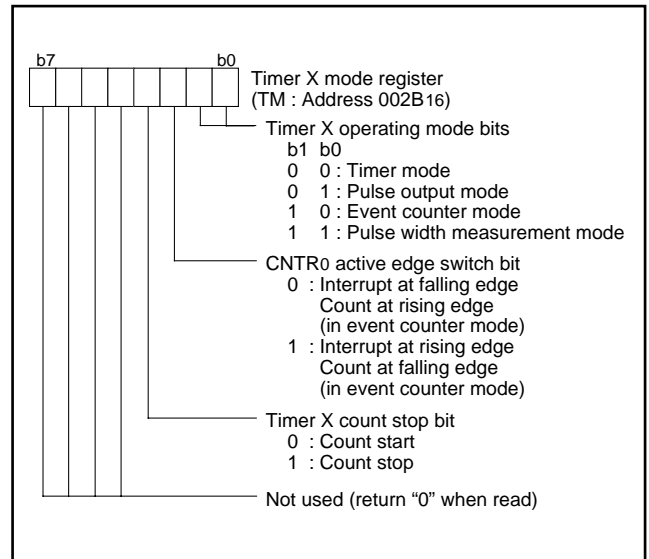 b7 b0
Timer X mode register
(TM : Address 002B16)
Timer X operating mode bits
b1 b0
0 0 : Timer mode
0 1 : Pulse output mode
1 0 : Event counter mode
1 1 : Pulse width measurement mode
CNTR0 active edge switch bit
0 : Interrupt at falling edge
Count at rising edge
(in event counter mode)
1 : Interrupt at rising edge
Count at falling edge
(in event counter mode)
Timer X count stop bit
0 : Count start
1 : Count stop
Not used (return “0” when read)